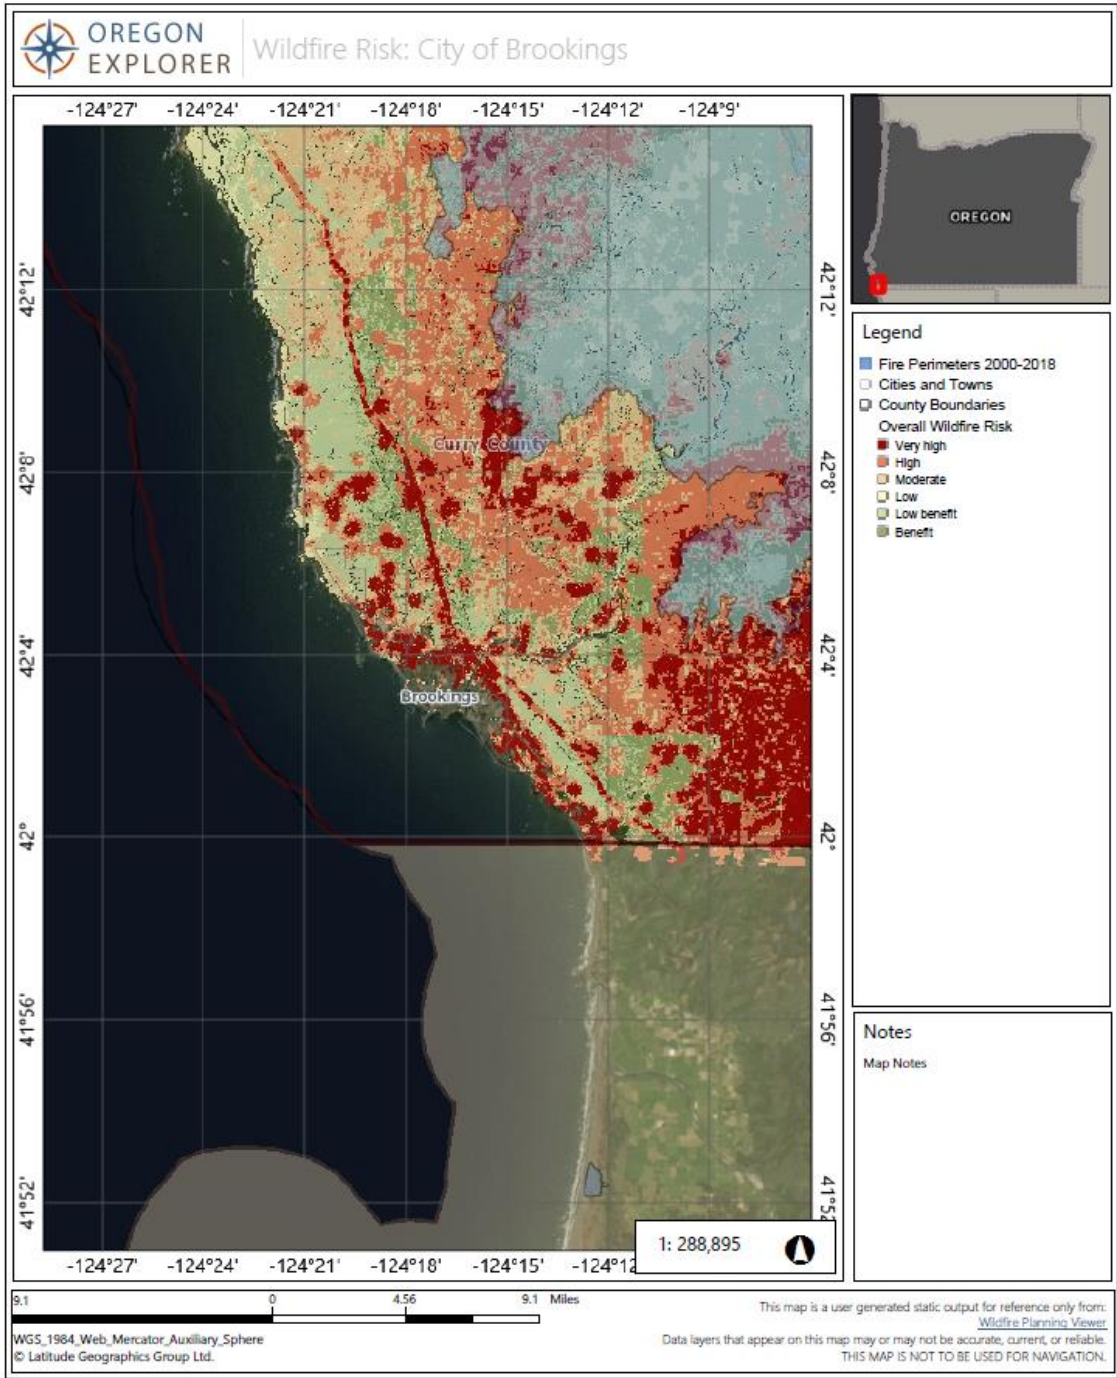 OREGON
EXPLORER
Wildfire Risk: City of Brookings
-124°27' -124°24' -124°21' -124°18' -124°15' -124°12' -124°9'
OREGON
42°12' 42°12'
Legend
Fire Perimeters 2000-2018
Cities and Towns
County Boundaries
Overall Wildfire Risk
Very high
High
Moderate
Low
Low benefit
Benefit
Curry County
42°8' 42°8'
42°4' 42°4'
Brookings
42° 42°
41°56' 41°56'
Notes
Map Notes
41°52' 41°52
1: 288,895
-124°27' -124°24' -124°21' -124°18' -124°15' -124°12
9.1 0 4.56 9.1 Miles
WGS_1984_Web_Mercator_Auxiliary_Sphere
© Latitude Geographics Group Ltd.
This map is a user generated static output for reference only from:
Wildfire Planning Viewer
Data layers that appear on this map may or may not be accurate, current, or reliable.
THIS MAP IS NOT TO BE USED FOR NAVIGATION.